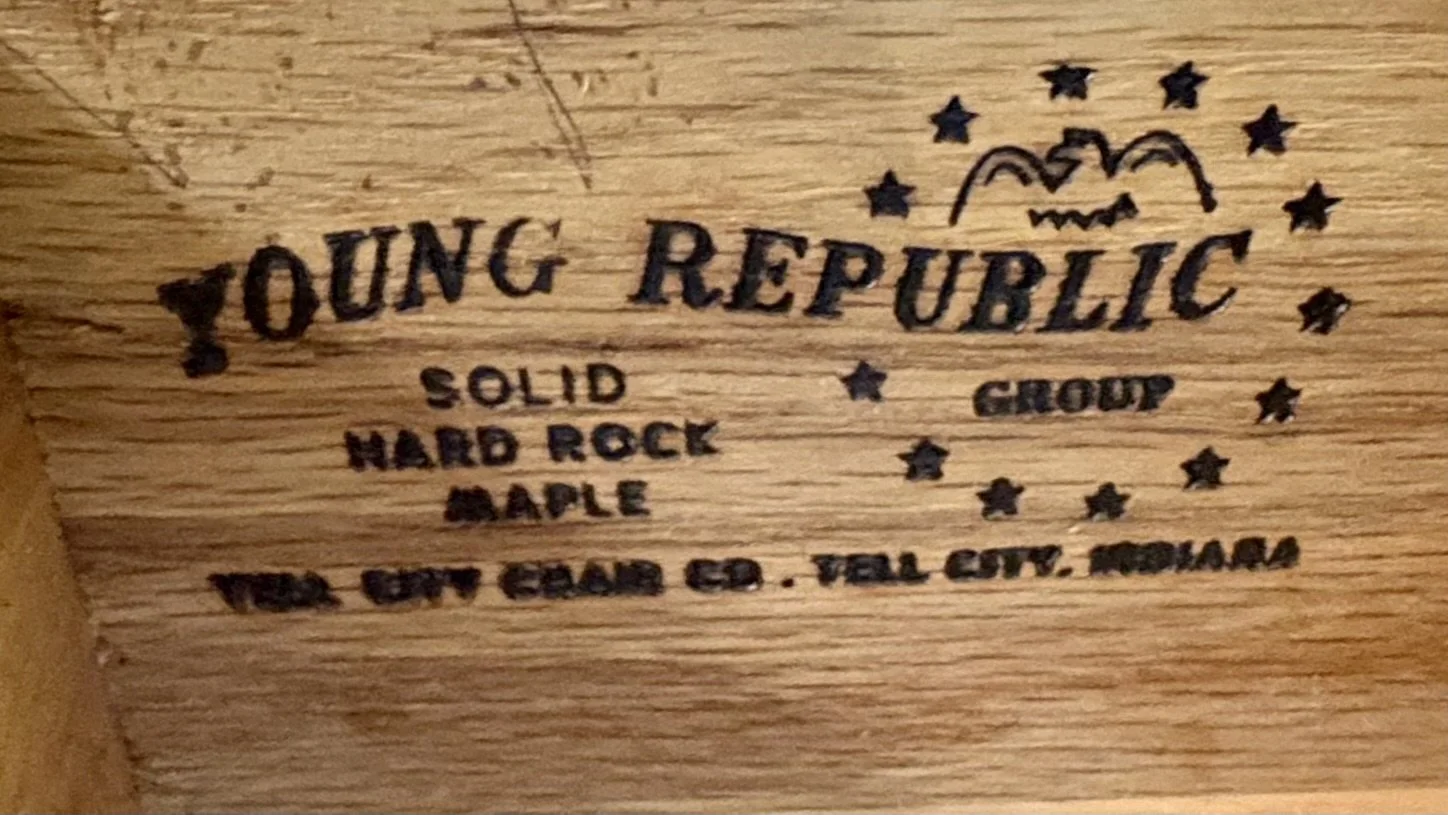 YOUNG REPUBLIC
GROUP
SOLID
HARD ROCK
MAPLE
TELL CITY CHAIR CO. TELL CITY, INDIANA